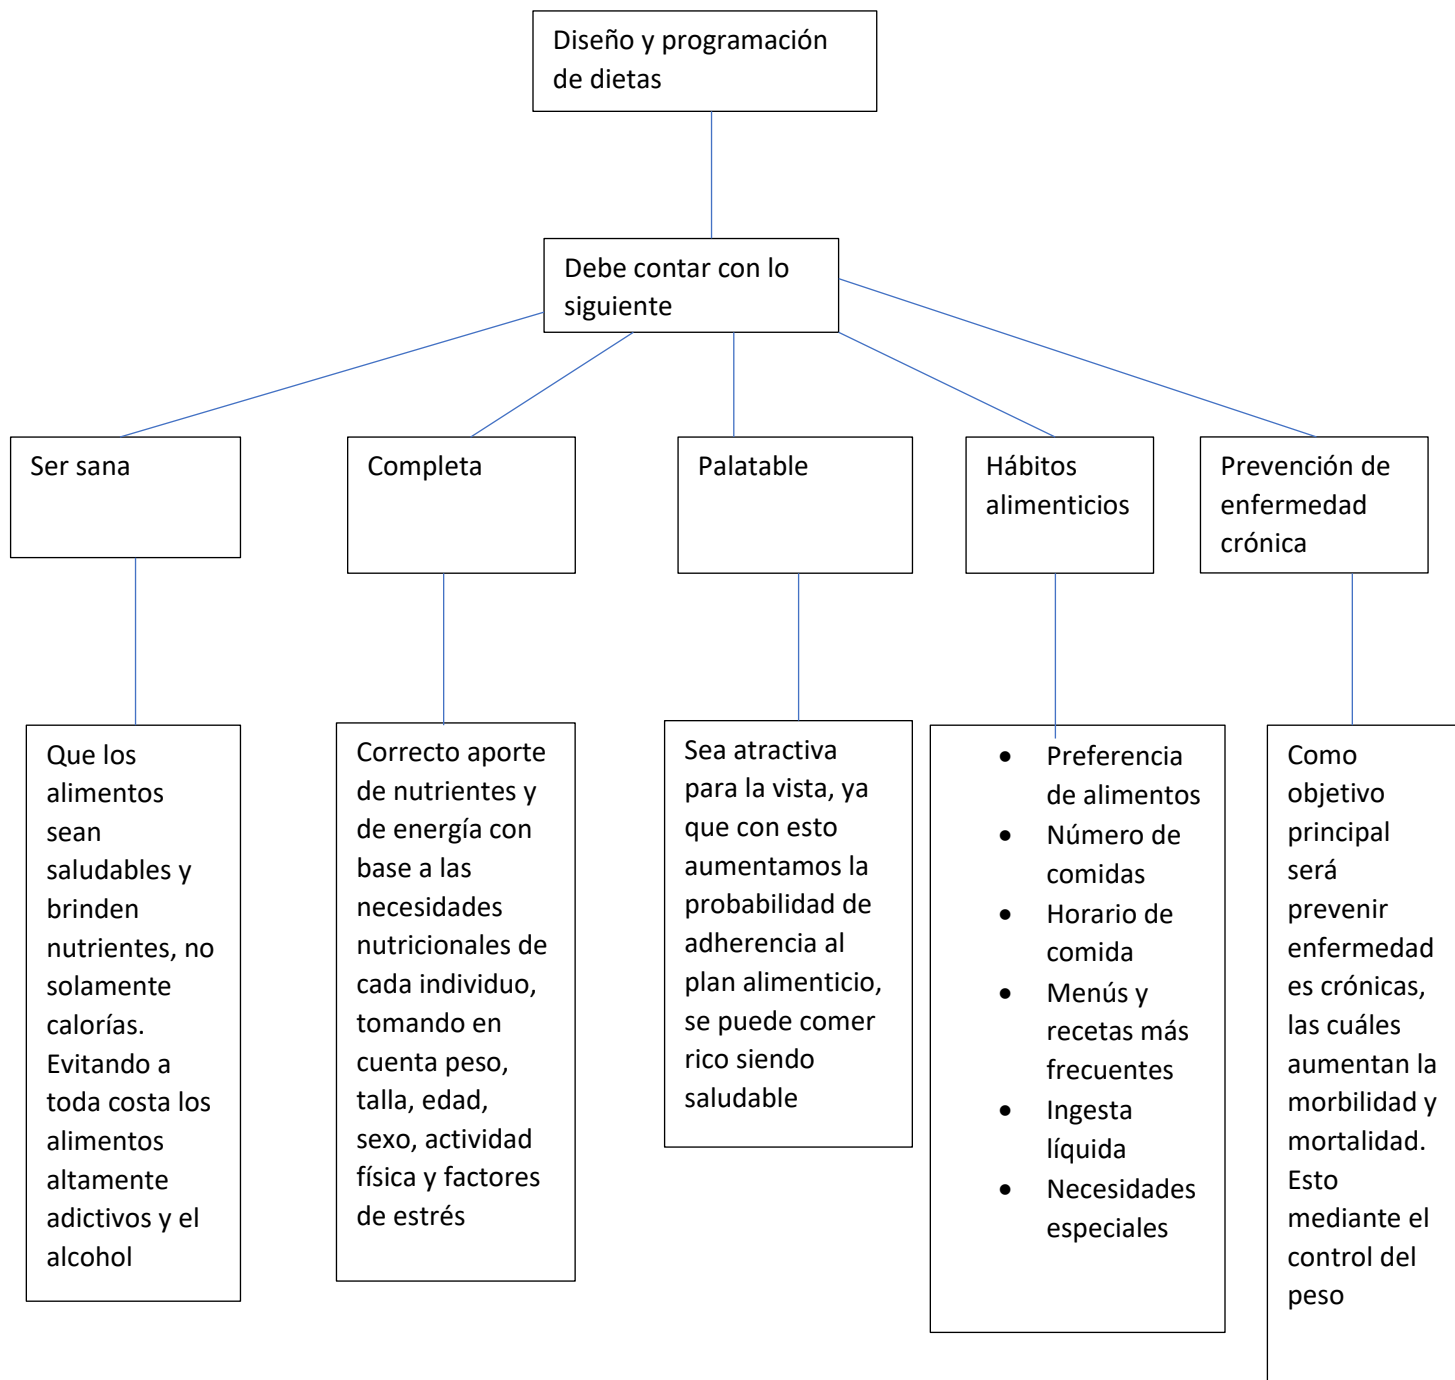 Diseño y programación
de dietas
Debe contar con lo
siguiente
Ser sana
Completa
Palatable
Hábitos
alimenticios
Prevención de
enfermedad
crónica
Que los
alimentos
sean
saludables y
brinden
nutrientes, no
solamente
calorías.
Evitando a
toda costa los
alimentos
altamente
adictivos y el
alcohol
Correcto aporte
de nutrientes y
de energía con
base a las
necesidades
nutricionales de
cada individuo,
tomando en
cuenta peso,
talla, edad,
sexo, actividad
física y factores
de estrés
Sea atractiva
para la vista, ya
que con esto
aumentamos la
probabilidad de
adherencia al
plan alimenticio,
se puede comer
rico siendo
saludable
• Preferencia
de alimentos
• Número de
comidas
• Horario de
comida
• Menús y
recetas más
frecuentes
• Ingesta
líquida
• Necesidades
especiales
Como
objetivo
principal
será
prevenir
enfermedad
es crónicas,
las cuáles
aumentan la
morbilidad y
mortalidad.
Esto
mediante el
control del
peso